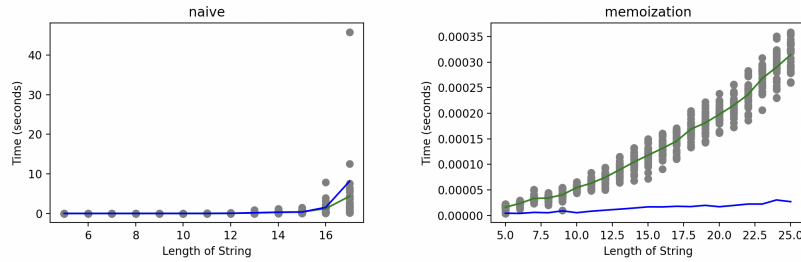 naive
Time (seconds)
40
30
20
10
0
6 8 10 12 14 16
Length of String
memoization
Time (seconds)
0.00035
0.00030
0.00025
0.00020
0.00015
0.00010
0.00005
0.00000
5.0 7.5 10.0 12.5 15.0 17.5 20.0 22.5 25.0
Length of String